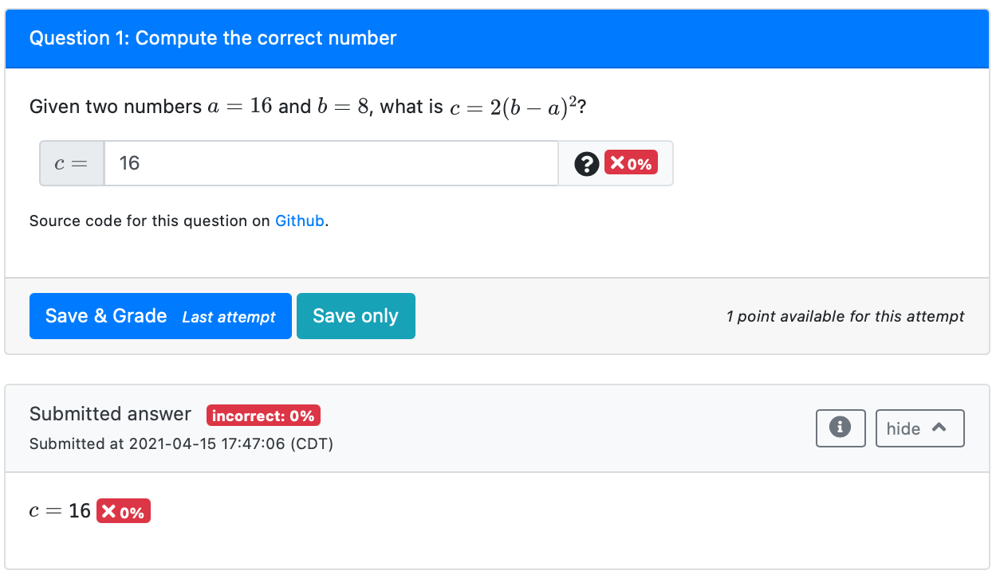 Question 1: Compute the correct number
Given two numbers a = 16 and b = 8, what is c = 2(b − a)²?
c = 16 ? ✕ 0%
Source code for this question on Github.
Save & Grade Last attempt Save only 1 point available for this attempt
Submitted answer incorrect: 0%
Submitted at 2021-04-15 17:47:06 (CDT)
i hide
c = 16 ✕ 0%